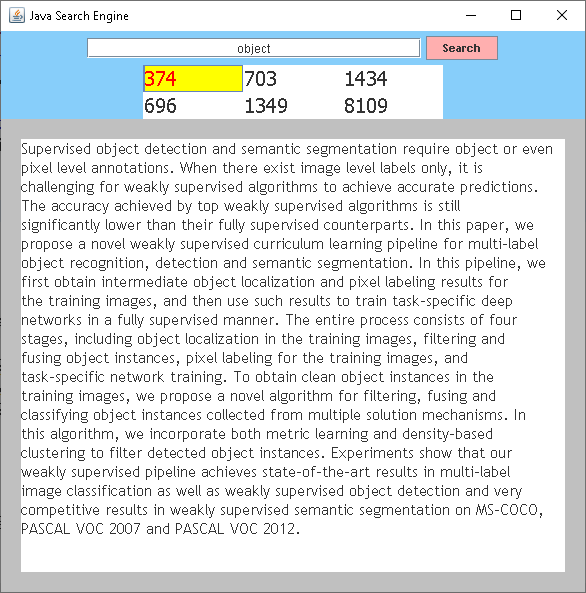 Java Search Engine
object
Search
374 703 1434
696 1349 8109
Supervised object detection and semantic segmentation require object or even
pixel level annotations. When there exist image level labels only, it is
challenging for weakly supervised algorithms to achieve accurate predictions.
The accuracy achieved by top weakly supervised algorithms is still
significantly lower than their fully supervised counterparts. In this paper, we
propose a novel weakly supervised curriculum learning pipeline for multi-label
object recognition, detection and semantic segmentation. In this pipeline, we
first obtain intermediate object localization and pixel labeling results for
the training images, and then use such results to train task-specific deep
networks in a fully supervised manner. The entire process consists of four
stages, including object localization in the training images, filtering and
fusing object instances, pixel labeling for the training images, and
task-specific network training. To obtain clean object instances in the
training images, we propose a novel algorithm for filtering, fusing and
classifying object instances collected from multiple solution mechanisms. In
this algorithm, we incorporate both metric learning and density-based
clustering to filter detected object instances. Experiments show that our
weakly supervised pipeline achieves state-of-the-art results in multi-label
image classification as well as weakly supervised object detection and very
competitive results in weakly supervised semantic segmentation on MS-COCO,
PASCAL VOC 2007 and PASCAL VOC 2012.